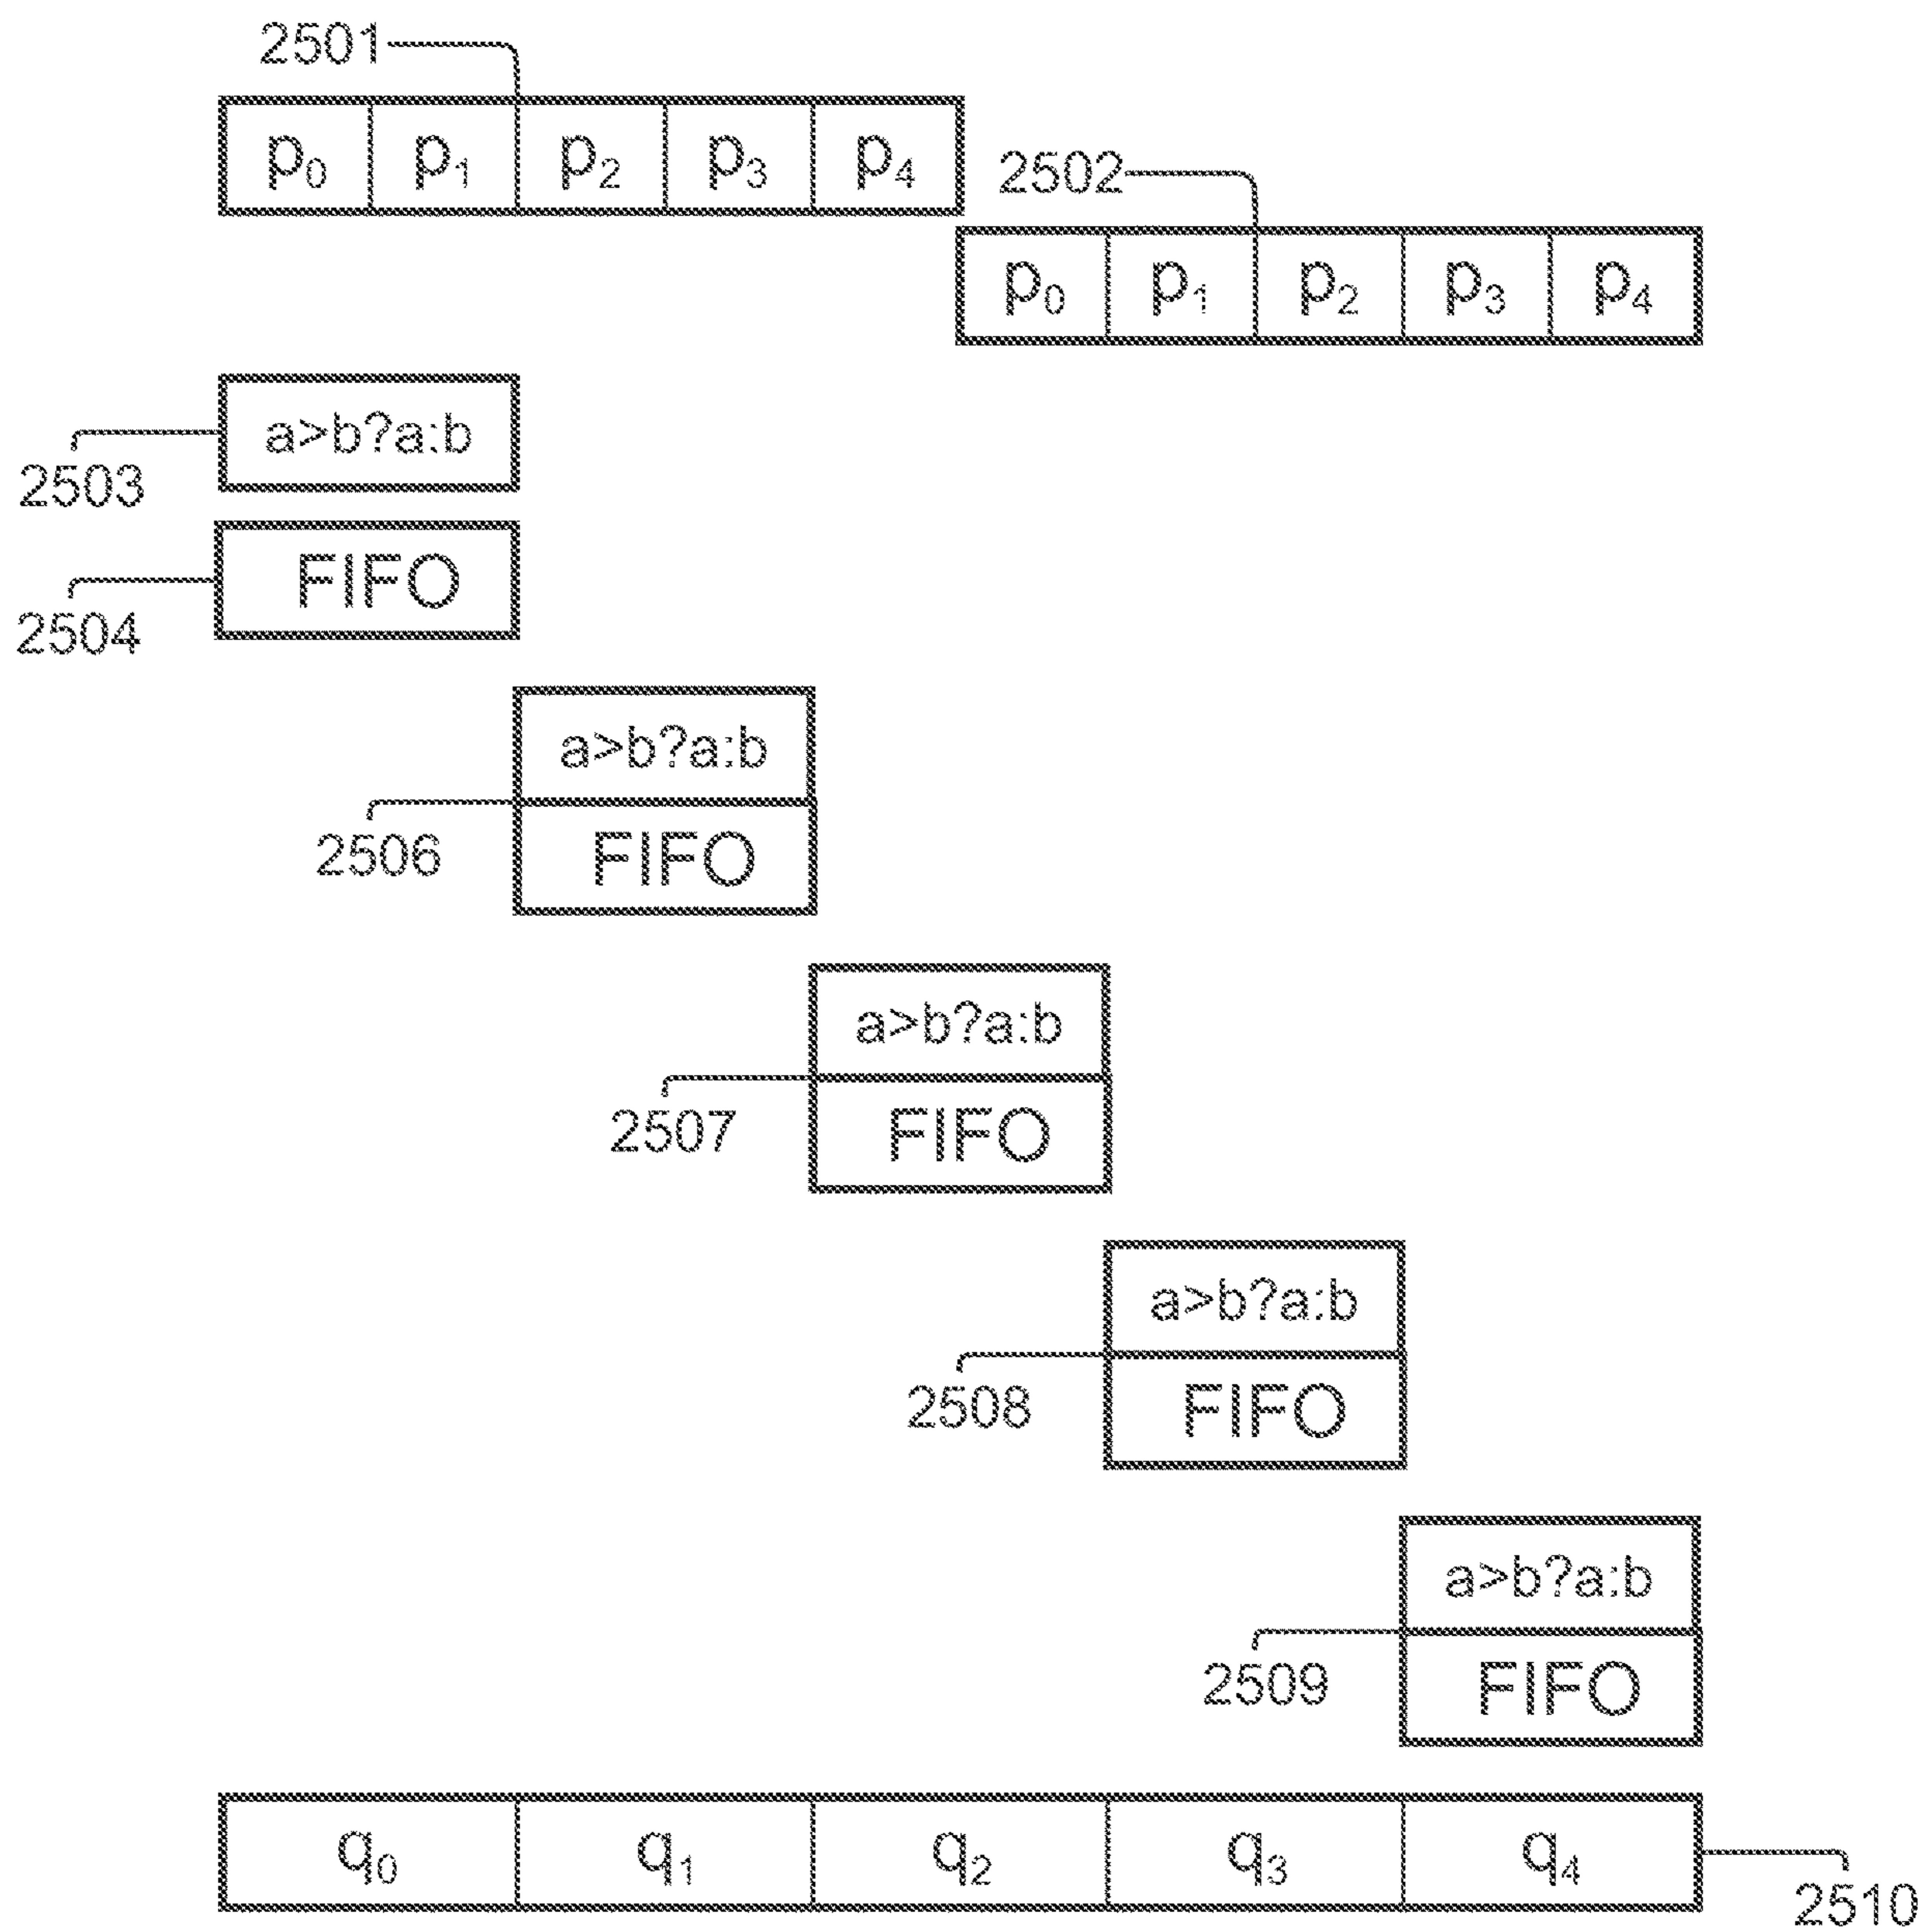 2501
p₀ p₁ p₂ p₃ p₄
2502
p₀ p₁ p₂ p₃ p₄
a>b?a:b
2503
FIFO
2504
a>b?a:b
2506
FIFO
a>b?a:b
2507
FIFO
a>b?a:b
2508
FIFO
a>b?a:b
2509
FIFO
q₀ q₁ q₂ q₃ q₄
2510